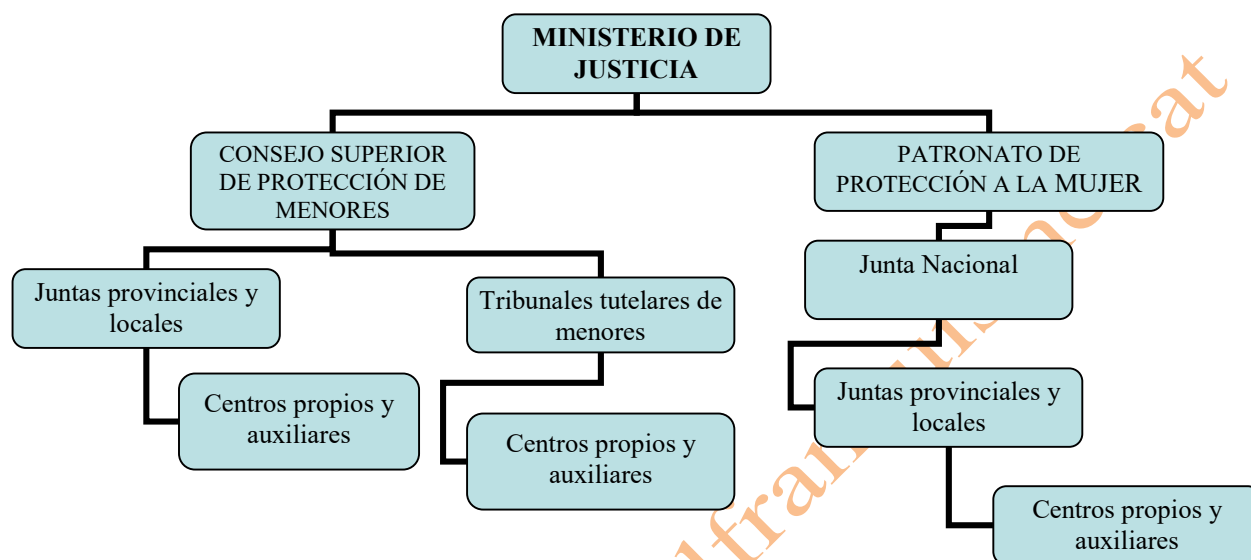 MINISTERIO DE
JUSTICIA
CONSEJO SUPERIOR
DE PROTECCIÓN DE
MENORES
PATRONATO DE
PROTECCIÓN A LA MUJER
Juntas provinciales y
locales
Tribunales tutelares de
menores
Junta Nacional
Centros propios y
auxiliares
Centros propios y
auxiliares
Juntas provinciales y
locales
Centros propios y
auxiliares